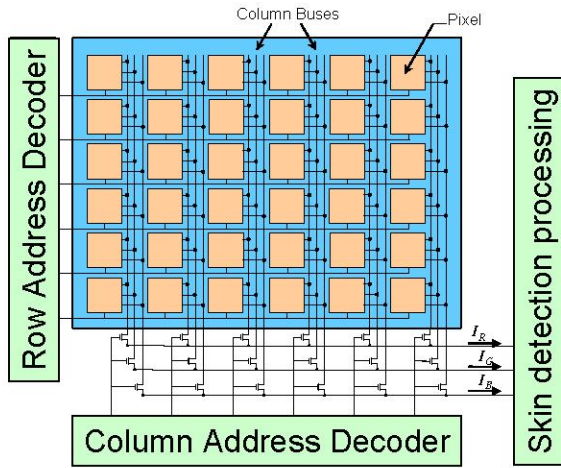 Column Buses
Pixel
Row Address Decoder
Skin detection processing
I_R
I_G
I_B
Column Address Decoder